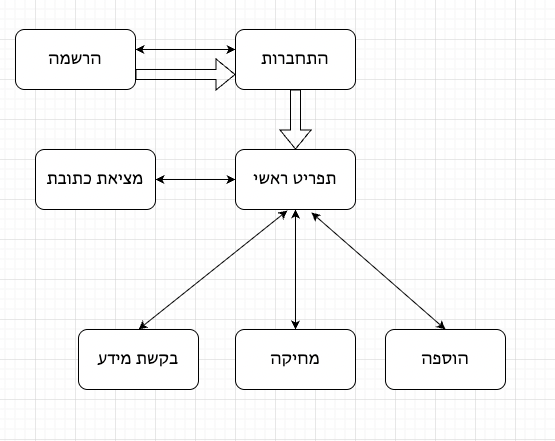 התחברות
הרשמה
תפריט ראשי
מציאת כתובת
הוספה
מחיקה
בקשת מידע